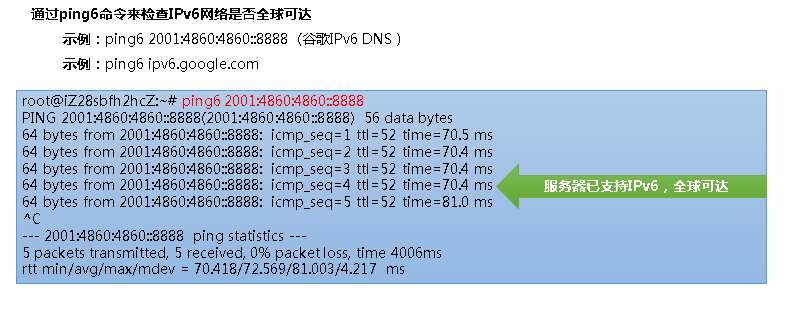 通过ping6命令来检查IPv6网络是否全球可达
示例：ping6 2001:4860:4860::8888（谷歌IPv6 DNS）
示例：ping6 ipv6.google.com
root@iZ28sbfh2hcZ:~# ping6 2001:4860:4860::8888
PING 2001:4860:4860::8888(2001:4860:4860::8888) 56 data bytes
64 bytes from 2001:4860:4860::8888: icmp_seq=1 ttl=52 time=70.5 ms
64 bytes from 2001:4860:4860::8888: icmp_seq=2 ttl=52 time=70.4 ms
64 bytes from 2001:4860:4860::8888: icmp_seq=3 ttl=52 time=70.4 ms
64 bytes from 2001:4860:4860::8888: icmp_seq=4 ttl=52 time=70.4 ms
服务器已支持IPv6，全球可达
64 bytes from 2001:4860:4860::8888: icmp_seq=5 ttl=52 time=81.0 ms
^C
--- 2001:4860:4860::8888 ping statistics ---
5 packets transmitted, 5 received, 0% packet loss, time 4006ms
rtt min/avg/max/mdev = 70.418/72.569/81.003/4.217 ms